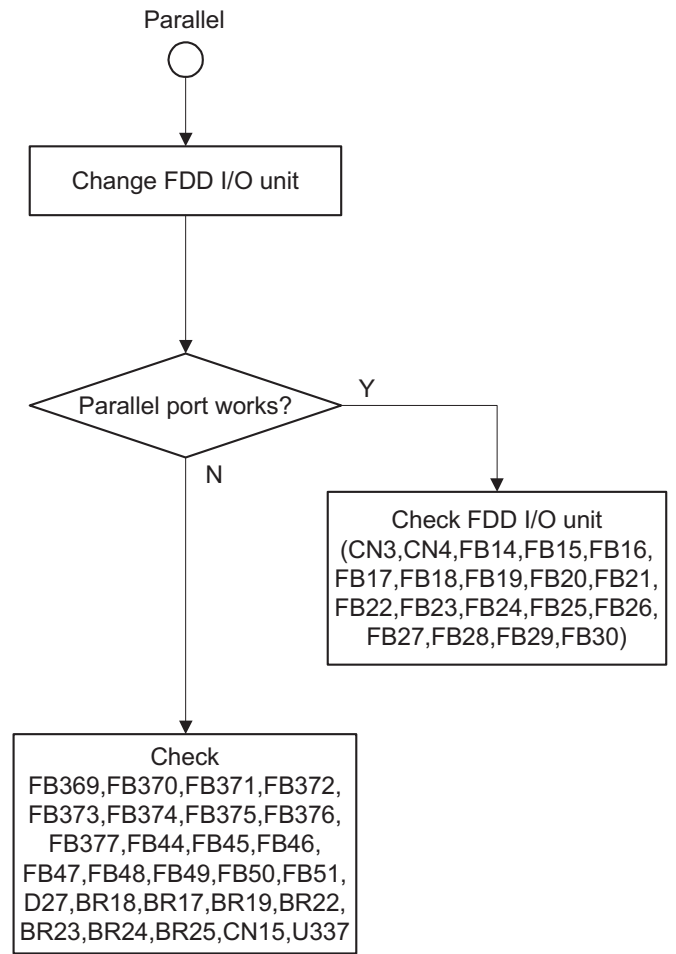 Parallel
Change FDD I/O unit
Parallel port works?
Y
N
Check FDD I/O unit
(CN3,CN4,FB14,FB15,FB16,
FB17,FB18,FB19,FB20,FB21,
FB22,FB23,FB24,FB25,FB26,
FB27,FB28,FB29,FB30)
Check
FB369,FB370,FB371,FB372,
FB373,FB374,FB375,FB376,
FB377,FB44,FB45,FB46,
FB47,FB48,FB49,FB50,FB51,
D27,BR18,BR17,BR19,BR22,
BR23,BR24,BR25,CN15,U337